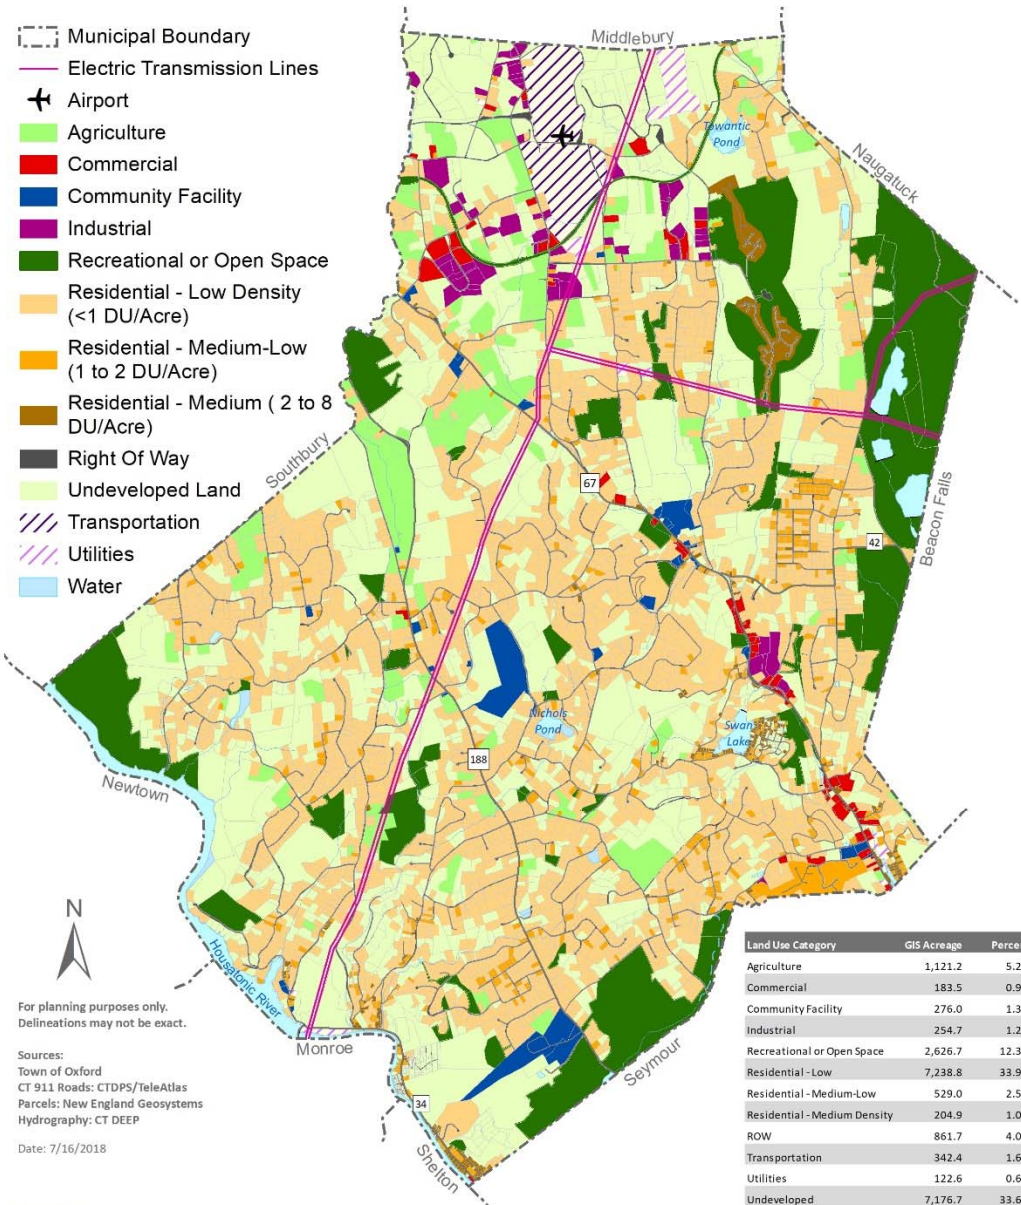 Municipal Boundary
Electric Transmission Lines
Airport
Agriculture
Commercial
Community Facility
Industrial
Recreational or Open Space
Residential - Low Density
(<1 DU/Acre)
Residential - Medium-Low
(1 to 2 DU/Acre)
Residential - Medium ( 2 to 8
DU/Acre)
Right Of Way
Undeveloped Land
Transportation
Utilities
Water
Middlebury
Towantic
Pond
Naugatuck
Southbury
67
42
Beacon Falls
Nichols
Pond
Swan
Lake
188
Newtown
Housatonic River
Monroe
Seymour
34
Shelton
N
For planning purposes only.
Delineations may not be exact.
Sources:
Town of Oxford
CT 911 Roads: CTDPS/TeleAtlas
Parcels: New England Geosystems
Hydrography: CT DEEP
Date: 7/16/2018
Land Use Category GIS Acreage Perce
Agriculture 1,121.2 5.2
Commercial 183.5 0.9
Community Facility 276.0 1.3
Industrial 254.7 1.2
Recreational or Open Space 2,626.7 12.3
Residential - Low 7,238.8 33.9
Residential - Medium-Low 529.0 2.5
Residential - Medium Density 204.9 1.0
ROW 861.7 4.0
Transportation 342.4 1.6
Utilities 122.6 0.6
Undeveloped 7,176.7 33.6